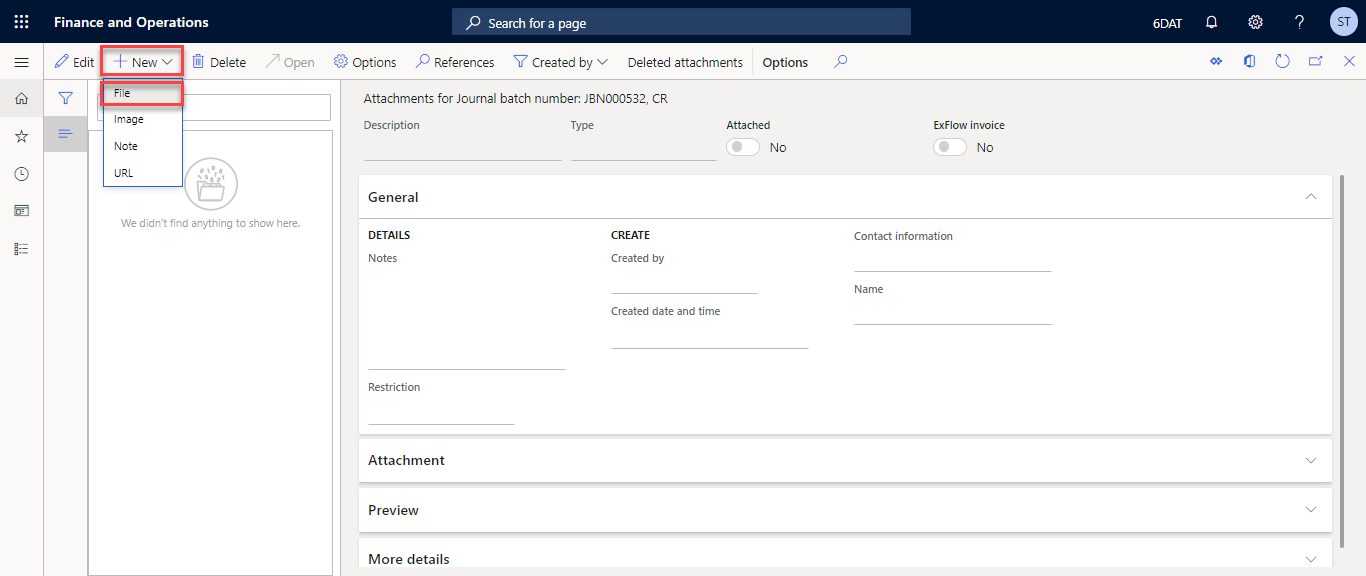 Finance and Operations
Search for a page
6DAT
ST
Edit
New
Delete
Open
Options
References
Created by
Deleted attachments
Options
File
Image
Note
URL
We didn't find anything to show here.
Attachments for Journal batch number: JBN000532, CR
Description
Type
Attached
No
ExFlow invoice
No
General
DETAILS
Notes
Restriction
CREATE
Created by
Created date and time
Contact information
Name
Attachment
Preview
More details